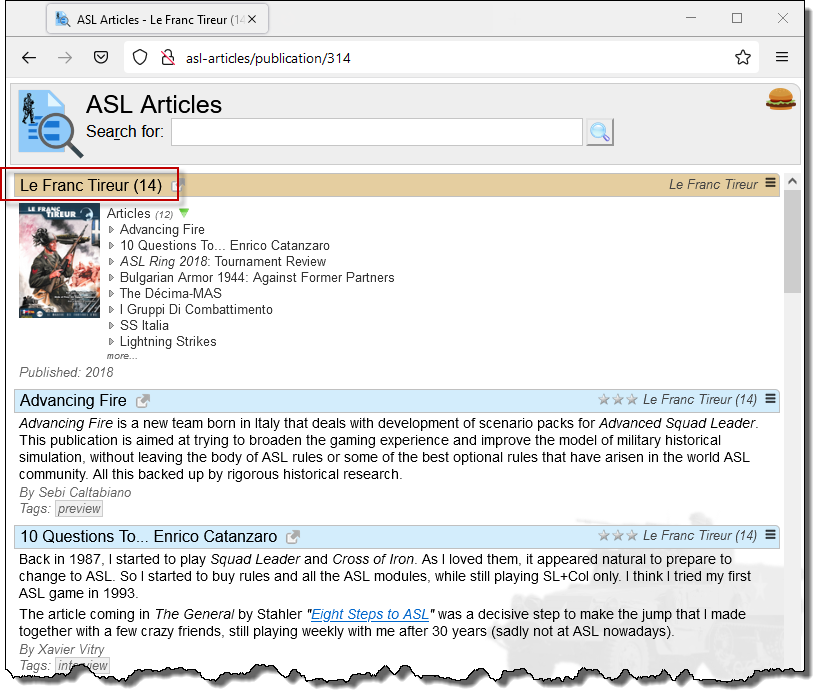 ASL Articles - Le Franc Tireur (14
asl-articles/publication/314
ASL Articles
Search for:
Le Franc Tireur (14)
Le Franc Tireur
LE FRANC TIREUR
Articles (12)
Advancing Fire
10 Questions To... Enrico Catanzaro
ASL Ring 2018: Tournament Review
Bulgarian Armor 1944: Against Former Partners
The Décima-MAS
I Gruppi Di Combattimento
SS Italia
Lightning Strikes
more...
Published: 2018
Advancing Fire
Le Franc Tireur (14)
Advancing Fire is a new team born in Italy that deals with development of scenario packs for Advanced Squad Leader.
This publication is aimed at trying to broaden the gaming experience and improve the model of military historical
simulation, without leaving the body of ASL rules or some of the best optional rules that have arisen in the world ASL
community. All this backed up by rigorous historical research.
By Sebi Caltabiano
Tags: preview
10 Questions To... Enrico Catanzaro
Le Franc Tireur (14)
Back in 1987, I started to play Squad Leader and Cross of Iron. As I loved them, it appeared natural to prepare to
change to ASL. So I started to buy rules and all the ASL modules, while still playing SL+CoI only. I think I tried my first
ASL game in 1993.
The article coming in The General by Stahler "Eight Steps to ASL" was a decisive step to make the jump that I made
together with a few crazy friends, still playing weekly with me after 30 years (sadly not at ASL nowadays).
By Xavier Vitry
Tags: interview